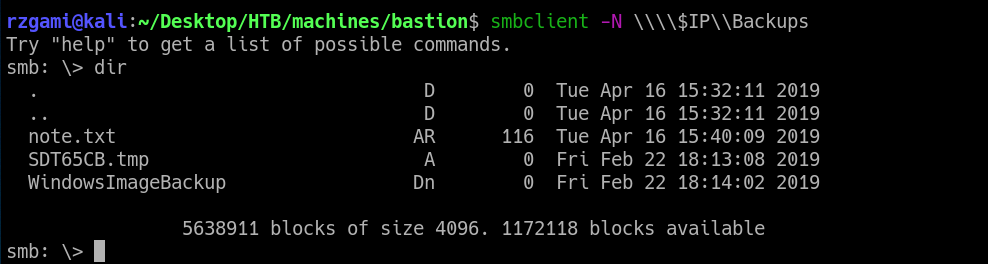 rzgami@kali:~/Desktop/HTB/machines/bastion$ smbclient -N \\\\$IP\\Backups
Try "help" to get a list of possible commands.
smb: \> dir
  .                                   D        0  Tue Apr 16 15:32:11 2019
  ..                                  D        0  Tue Apr 16 15:32:11 2019
  note.txt                           AR      116  Tue Apr 16 15:40:09 2019
  SDT65CB.tmp                         A        0  Fri Feb 22 18:13:08 2019
  WindowsImageBackup                 Dn        0  Fri Feb 22 18:14:02 2019
                5638911 blocks of size 4096. 1172118 blocks available
smb: \>